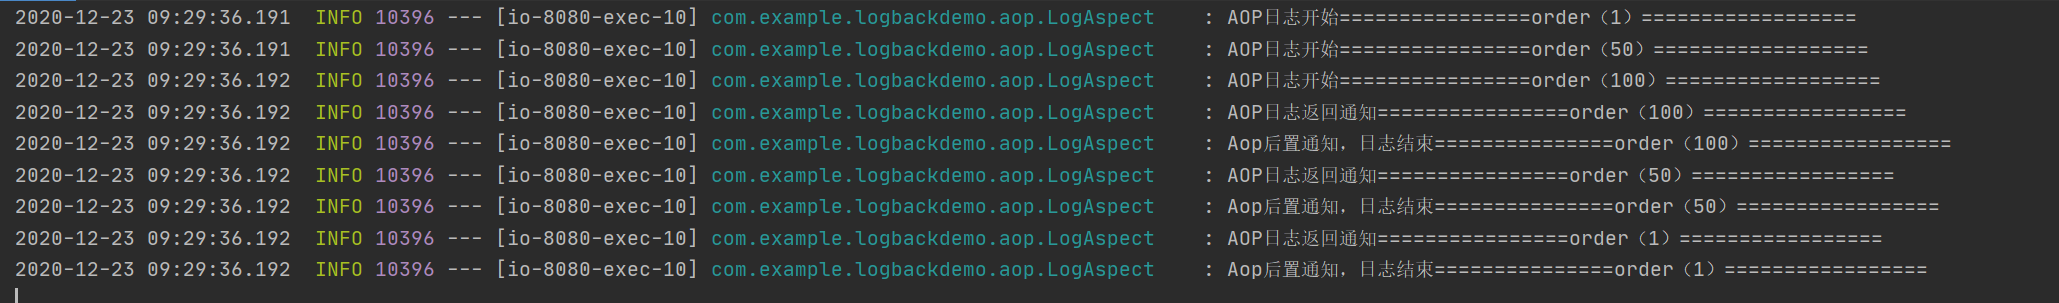 2020-12-23 09:29:36.191  INFO 10396 --- [io-8080-exec-10] com.example.logbackdemo.aop.LogAspect    : AOP日志开始================order（1）==================
2020-12-23 09:29:36.191  INFO 10396 --- [io-8080-exec-10] com.example.logbackdemo.aop.LogAspect    : AOP日志开始================order（50）==================
2020-12-23 09:29:36.192  INFO 10396 --- [io-8080-exec-10] com.example.logbackdemo.aop.LogAspect    : AOP日志开始================order（100）==================
2020-12-23 09:29:36.192  INFO 10396 --- [io-8080-exec-10] com.example.logbackdemo.aop.LogAspect    : AOP日志返回通知================order（100）=================
2020-12-23 09:29:36.192  INFO 10396 --- [io-8080-exec-10] com.example.logbackdemo.aop.LogAspect    : Aop后置通知，日志结束===============order（100）=================
2020-12-23 09:29:36.192  INFO 10396 --- [io-8080-exec-10] com.example.logbackdemo.aop.LogAspect    : AOP日志返回通知================order（50）=================
2020-12-23 09:29:36.192  INFO 10396 --- [io-8080-exec-10] com.example.logbackdemo.aop.LogAspect    : Aop后置通知，日志结束===============order（50）=================
2020-12-23 09:29:36.192  INFO 10396 --- [io-8080-exec-10] com.example.logbackdemo.aop.LogAspect    : AOP日志返回通知================order（1）=================
2020-12-23 09:29:36.192  INFO 10396 --- [io-8080-exec-10] com.example.logbackdemo.aop.LogAspect    : Aop后置通知，日志结束===============order（1）=================